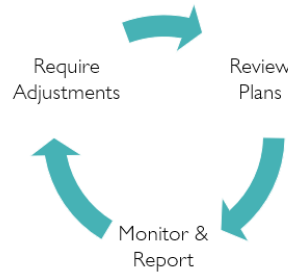 Require
Adjustments
Review
Plans
Monitor &
Report